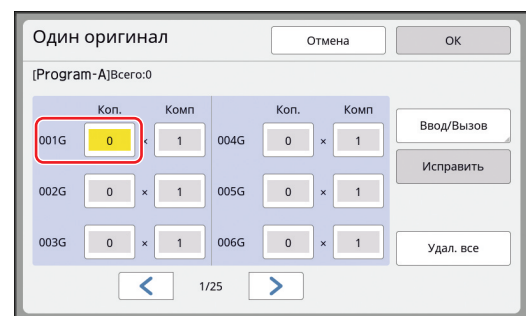 Один оригинал
Отмена
ОК
[Program-A]Всего:0
Коп. Комп Коп. Комп
001G 0 × 1 004G 0 × 1
Ввод/Вызов
Исправить
002G 0 × 1 005G 0 × 1
003G 0 × 1 006G 0 × 1
Удал. все
1/25